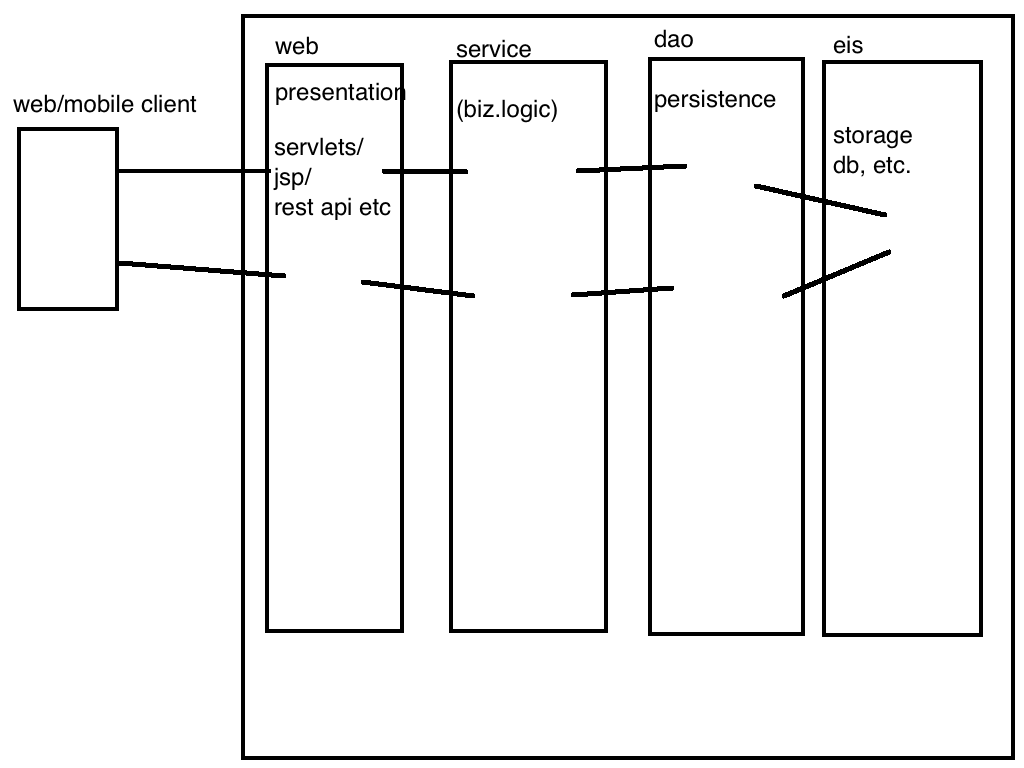 web/mobile client
web
presentation
servlets/
jsp/
rest api etc
service
(biz.logic)
dao
persistence
eis
storage
db, etc.